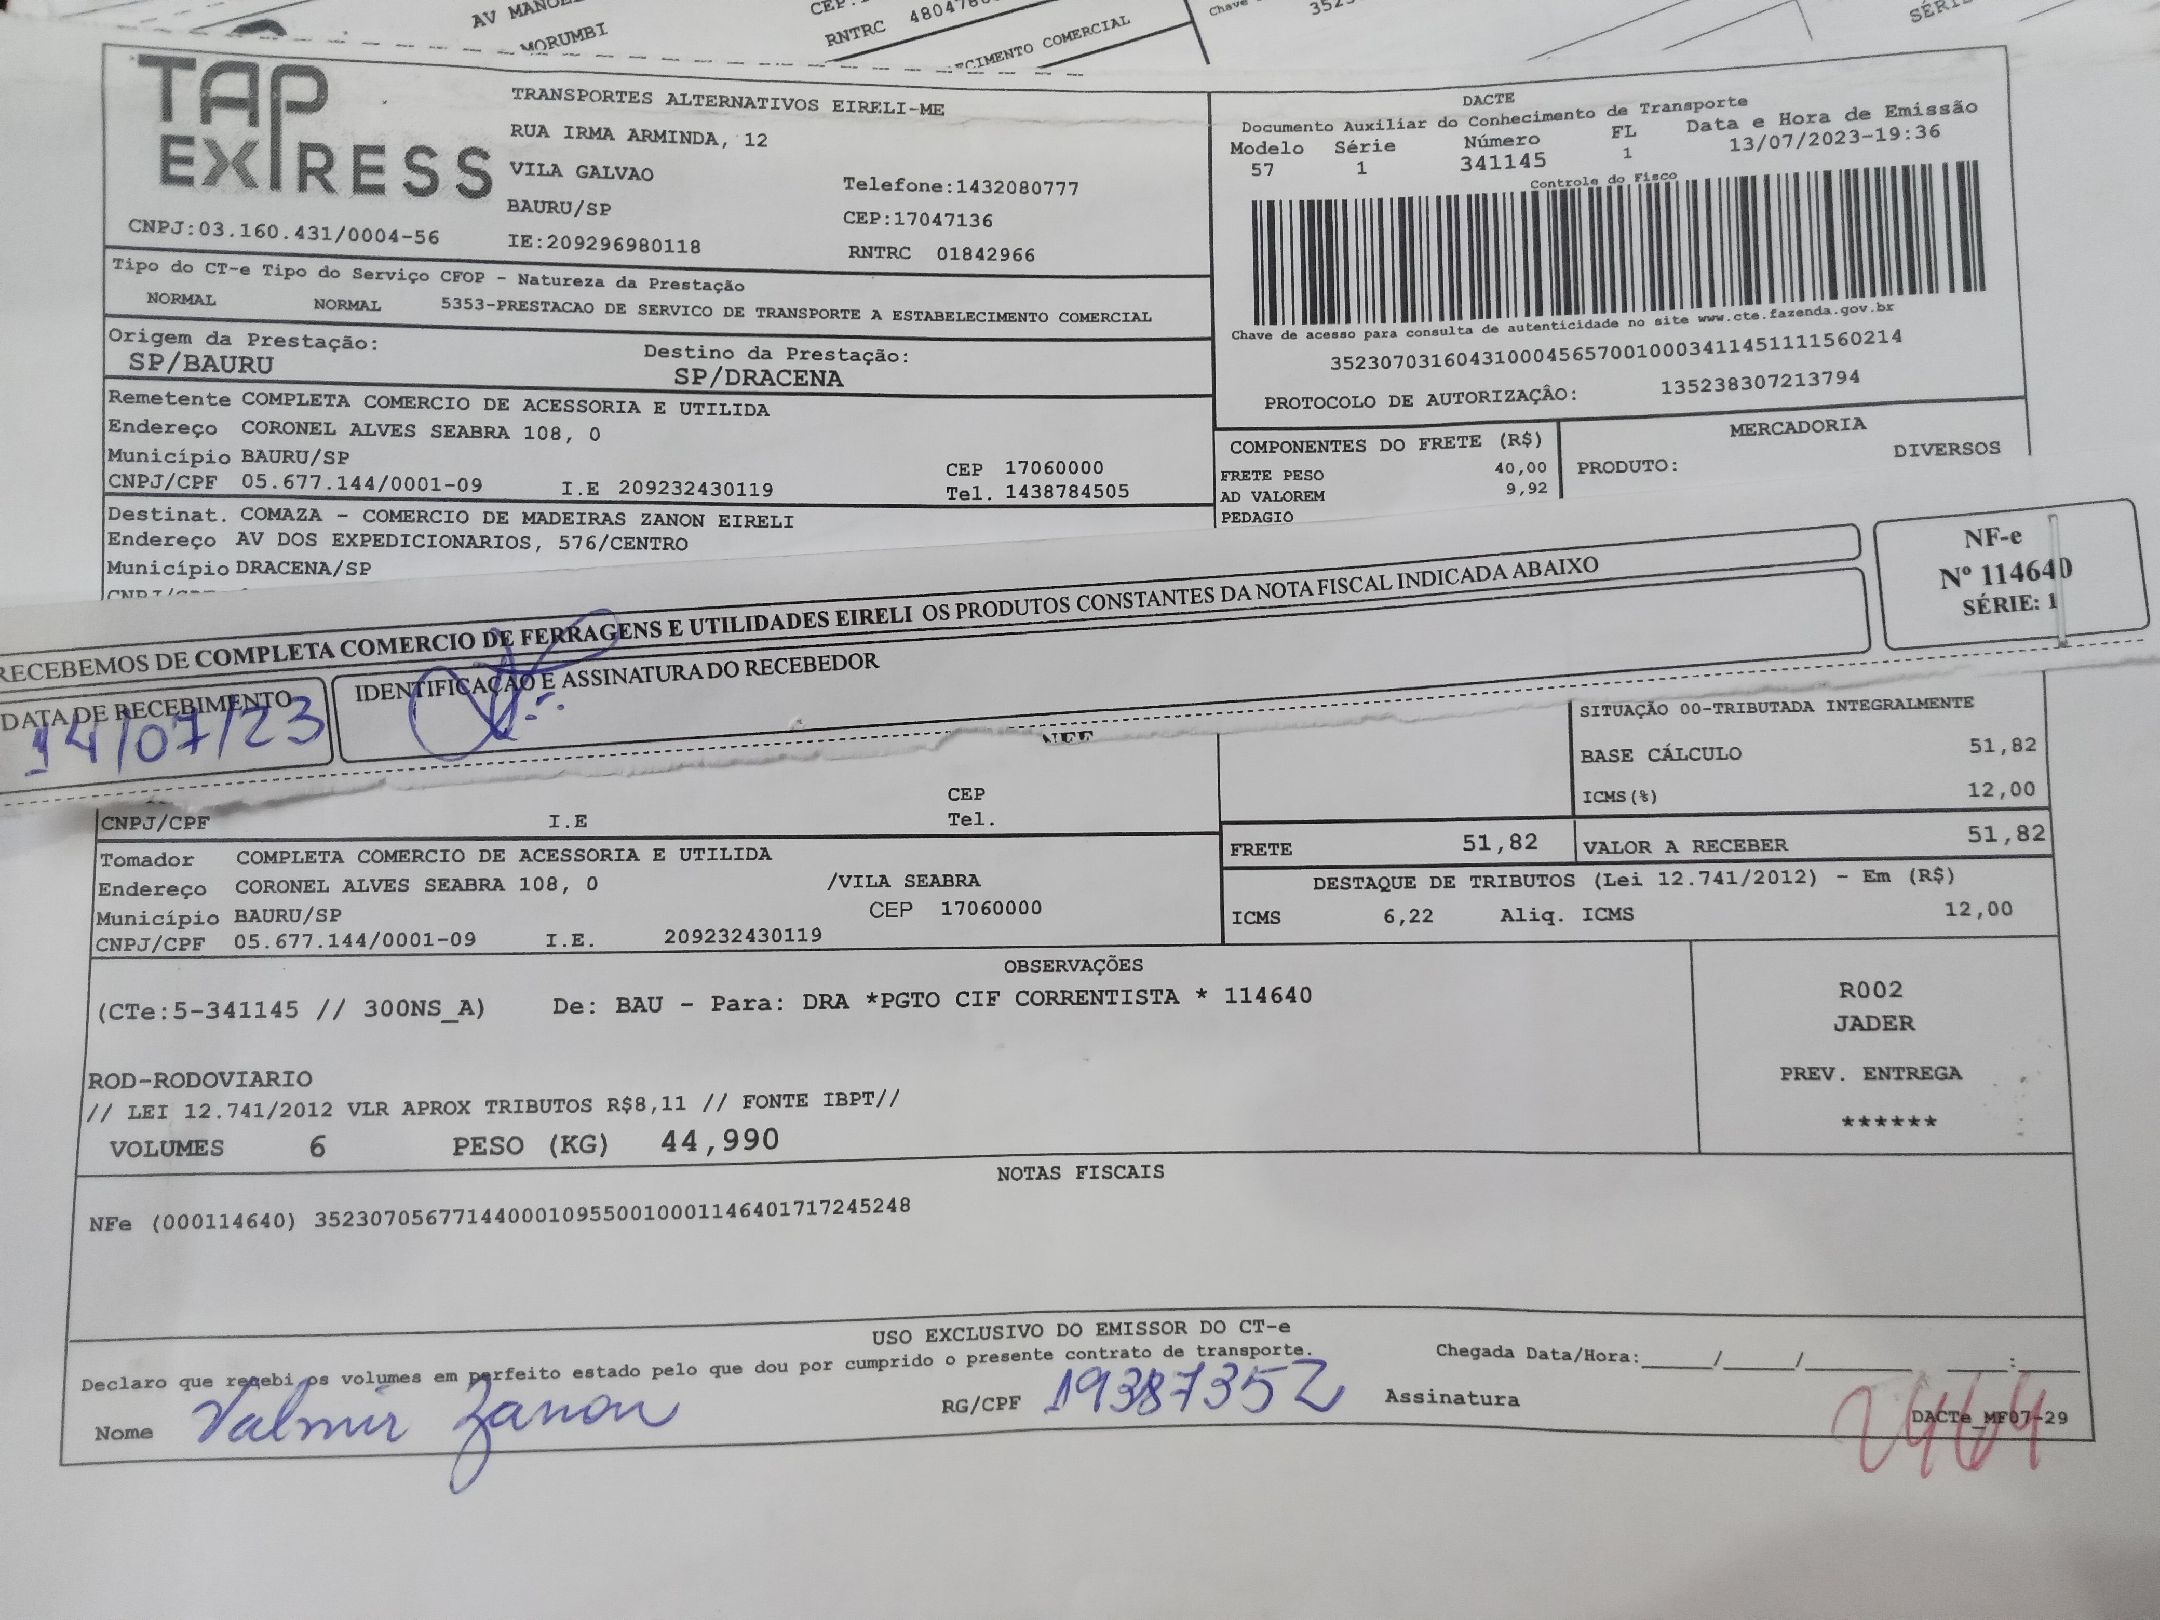 AV MANOE
MORUMBI
CEP:
RNTRC 480478
ECIMENTO COMERCIAL
Chave
352
SÉRI
TAP
EXPRESS
CNPJ:03.160.431/0004-56
TRANSPORTES ALTERNATIVOS EIRELI-ME
RUA IRMA ARMINDA, 12
VILA GALVAO
Telefone:1432080777
BAURU/SP
CEP:17047136
IE:209296980118
RNTRC 01842966
DACTE
Documento Auxiliar do Conhecimento de Transporte
Modelo Série Número FL Data e Hora de Emissão
57 1 341145 1 13/07/2023-19:36
Controle do Fisco
Chave de acesso para consulta de autenticidade no site www.cte.fazenda.gov.br
35230703160431000456570010003411451111560214
PROTOCOLO DE AUTORIZAÇÂO: 135238307213794
Tipo do CT-e Tipo do Serviço CFOP - Natureza da Prestação
NORMAL NORMAL 5353-PRESTACAO DE SERVICO DE TRANSPORTE A ESTABELECIMENTO COMERCIAL
Origem da Prestação: Destino da Prestação:
SP/BAURU SP/DRACENA
Remetente COMPLETA COMERCIO DE ACESSORIA E UTILIDA
Endereço CORONEL ALVES SEABRA 108, 0
Município BAURU/SP CEP 17060000
CNPJ/CPF 05.677.144/0001-09 I.E 209232430119 Tel. 1438784505
Destinat. COMAZA - COMERCIO DE MADEIRAS ZANON EIRELI
Endereço AV DOS EXPEDICIONARIOS, 576/CENTRO
Município DRACENA/SP
COMPONENTES DO FRETE (R$)
FRETE PESO 40,00
AD VALOREM 9,92
PEDAGIO
MERCADORIA
PRODUTO: DIVERSOS
RECEBEMOS DE COMPLETA COMERCIO DE FERRAGENS E UTILIDADES EIRELI OS PRODUTOS CONSTANTES DA NOTA FISCAL INDICADA ABAIXO
DATA DE RECEBIMENTO
14/07/23
IDENTIFICAÇÃO E ASSINATURA DO RECEBEDOR
NF-e
Nº 114640
SÉRIE: 1
CEP
CNPJ/CPF I.E Tel.
SITUAÇÃO 00-TRIBUTADA INTEGRALMENTE
BASE CÁLCULO 51,82
ICMS(%) 12,00
FRETE 51,82 VALOR A RECEBER 51,82
Tomador COMPLETA COMERCIO DE ACESSORIA E UTILIDA
Endereço CORONEL ALVES SEABRA 108, 0 /VILA SEABRA
Município BAURU/SP CEP 17060000
CNPJ/CPF 05.677.144/0001-09 I.E. 209232430119
DESTAQUE DE TRIBUTOS (Lei 12.741/2012) - Em (R$)
ICMS 6,22 Aliq. ICMS 12,00
OBSERVAÇÕES
(CTe:5-341145 // 300NS_A) De: BAU - Para: DRA *PGTO CIF CORRENTISTA * 114640
ROD-RODOVIARIO
// LEI 12.741/2012 VLR APROX TRIBUTOS R$8,11 // FONTE IBPT//
VOLUMES 6 PESO (KG) 44,990
R002
JADER
PREV. ENTREGA
******
NOTAS FISCAIS
NFe (000114640) 35230705677144000109550010001146401717245248
USO EXCLUSIVO DO EMISSOR DO CT-e
Declaro que recebi os volumes em perfeito estado pelo que dou por cumprido o presente contrato de transporte.
Chegada Data/Hora:_____/_____/_______ ____:____
Nome Valmir Zanon RG/CPF 19387352 Assinatura
DACTe_MF07-29
2464